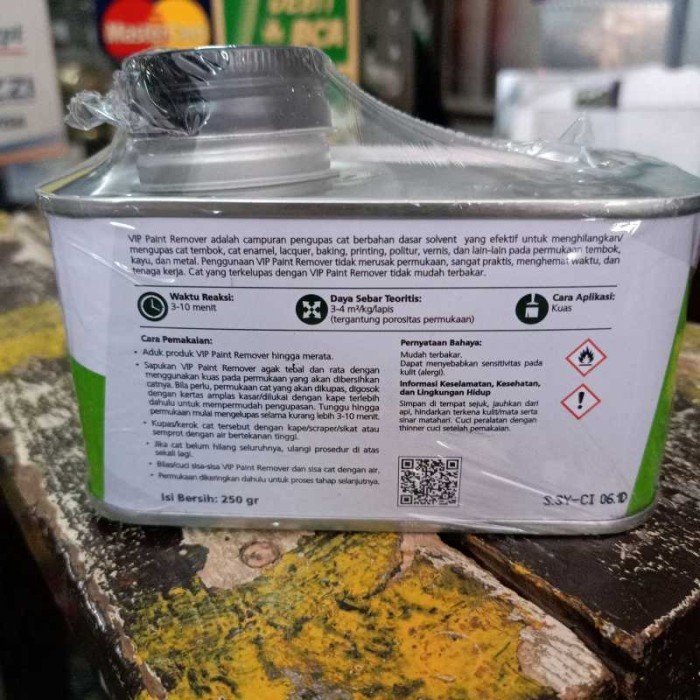 MasterCard
DEBIT
BCA
ZZI
VIP Paint Remover adalah campuran pengupas cat berbahan dasar solvent yang efektif untuk menghilangkan/
mengupas cat tembok, cat enamel, lacquer, baking, printing, politur, vernis, dan lain-lain pada permukaan tembok,
kayu, dan metal. Penggunaan VIP Paint Remover tidak merusak permukaan, sangat praktis, menghemat waktu, dan
tenaga kerja. Cat yang terkelupas dengan VIP Paint Remover tidak mudah terbakar.
Waktu Reaksi:
3-10 menit
Daya Sebar Teoritis:
3-4 m²/kg/lapis
(tergantung porositas permukaan)
Cara Aplikasi:
Kuas
Cara Pemakaian:
• Aduk produk VIP Paint Remover hingga merata.
• Sapukan VIP Paint Remover agak tebal dan rata dengan
menggunakan kuas pada permukaan yang akan dibersihkan
catnya. Bila perlu, permukaan cat yang akan dikupas, digosok
dengan kertas amplas kasar/dilukai dengan kape terlebih
dahulu untuk mempermudah pengupasan. Tunggu hingga
permukaan mulai mengelupas selama kurang lebih 3-10 menit.
• Kupas/kerok cat tersebut dengan kape/scraper/sikat atau
semprot dengan air bertekanan tinggi.
• Jika cat belum hilang seluruhnya, ulangi prosedur di atas
sekali lagi.
• Bilas/cuci sisa-sisa VIP Paint Remover dan sisa cat dengan air.
• Permukaan dikeringkan dahulu untuk proses tahap selanjutnya.
Isi Bersih: 250 gr
Pernyataan Bahaya:
Mudah terbakar.
Dapat menyebabkan sensitivitas pada
kulit (alergi).
Informasi Keselamatan, Kesehatan,
dan Lingkungan Hidup
Simpan di tempat sejuk, jauhkan dari
api, hindarkan terkena kulit/mata serta
sinar matahari. Cuci peralatan dengan
thinner cuci setelah pemakaian.
S.SY-CI 06.10